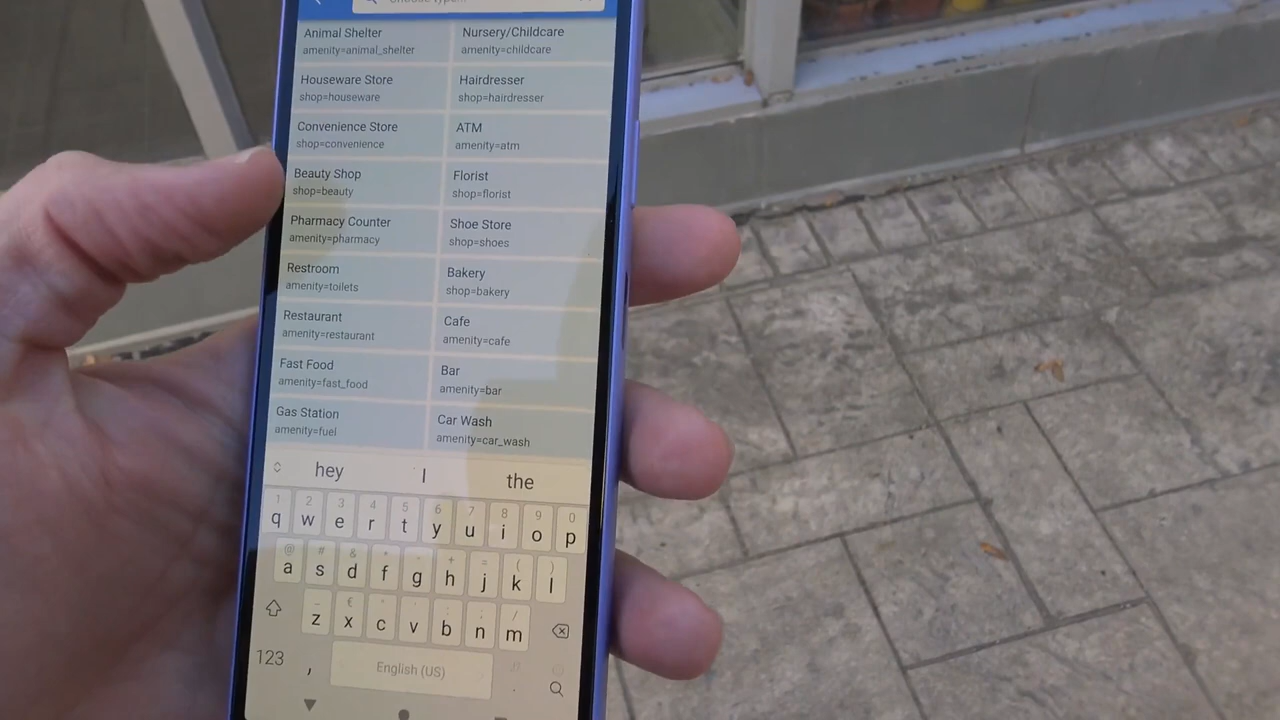 Choose type...
Animal Shelter
amenity=animal_shelter
Nursery/Childcare
amenity=childcare
Houseware Store
shop=houseware
Hairdresser
shop=hairdresser
Convenience Store
shop=convenience
ATM
amenity=atm
Beauty Shop
shop=beauty
Florist
shop=florist
Pharmacy Counter
amenity=pharmacy
Shoe Store
shop=shoes
Restroom
amenity=toilets
Bakery
shop=bakery
Restaurant
amenity=restaurant
Cafe
amenity=cafe
Fast Food
amenity=fast_food
Bar
amenity=bar
Gas Station
amenity=fuel
Car Wash
amenity=car_wash
hey I the
1 2 3 4 5 6 7 8 9 0
q w e r t y u i o p
@ # & * - + = ( )
a s d f g h j k l
z x c v b n m
123 , English (US) .